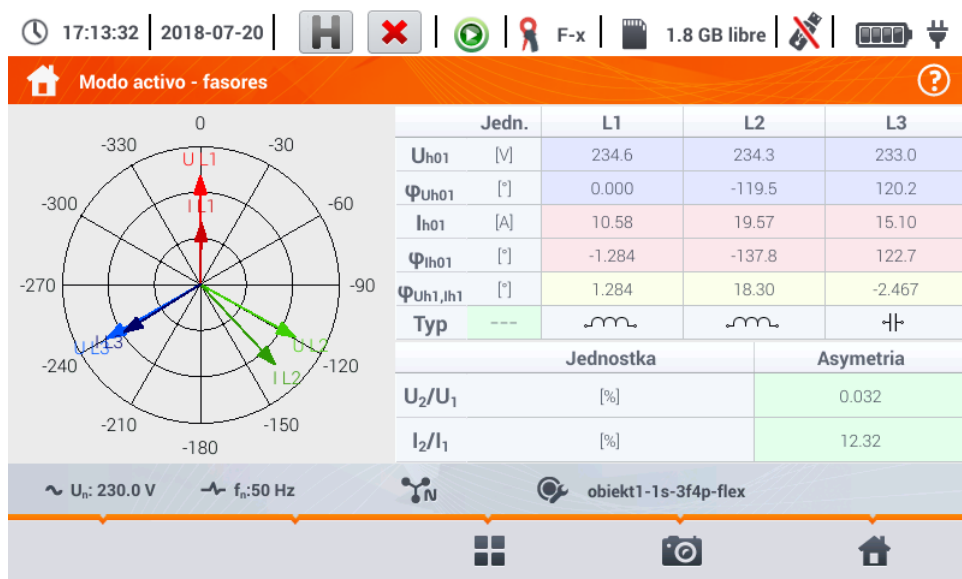 17:13:32 2018-07-20 H F-x 1.8 GB libre
Modo activo - fasores ?
0
-330 -30
U L1
-300 I L1 -60
-270 -90
U L3 I L3 U L2
-240 I L2 -120
-210 -150
-180
Jedn. L1 L2 L3
Uh01 [V] 234.6 234.3 233.0
φUh01 [°] 0.000 -119.5 120.2
Ih01 [A] 10.58 19.57 15.10
φIh01 [°] -1.284 -137.8 122.7
φUh1,Ih1 [°] 1.284 18.30 -2.467
Typ ---
Jednostka Asymetria
U2/U1 [%] 0.032
I2/I1 [%] 12.32
Un: 230.0 V fn:50 Hz N obiekt1-1s-3f4p-flex